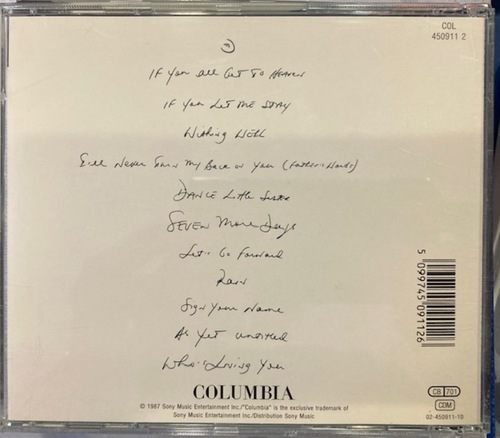 COL
450911 2
If You All Get To Heaven
If You Let Me Stay
Wishing Well
I'll Never Turn My Back on You (Father's Words)
Dance Little Sister
Seven More Days
Let's Go Forward
Rain
Sign Your Name
As Yet Untitled
Who's Loving You
5 099745 091126
COLUMBIA
© 1987 Sony Music Entertainment Inc./"Columbia" is the exclusive trademark of
Sony Music Entertainment Inc./Distribution Sony Music
CB 701
CDM
02-450911-10